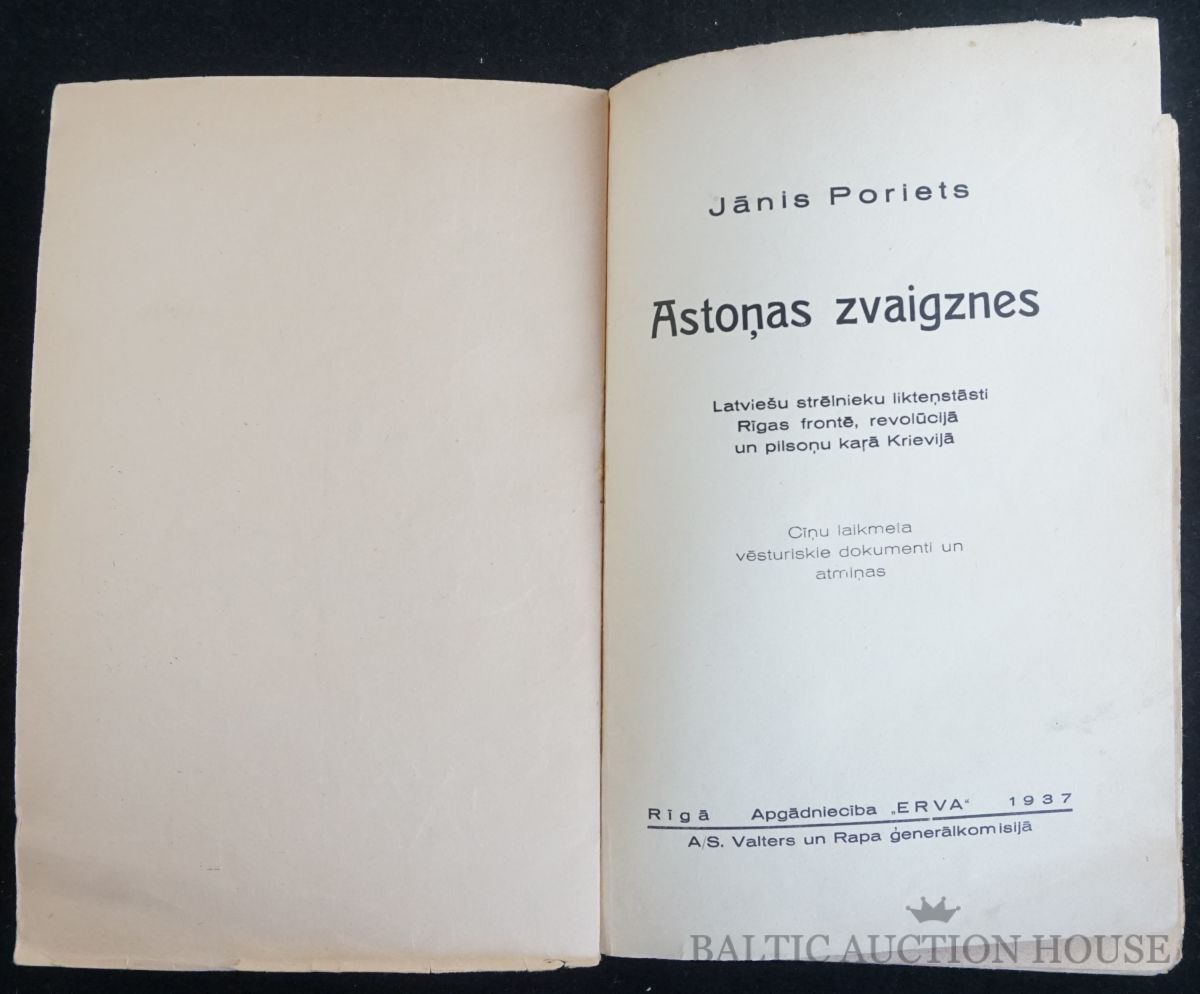 Jānis Poriets
Astoņas zvaigznes
Latviešu strēlnieku likteņstāsti
Rīgas frontē, revolūcijā
un pilsoņu kaŗā Krievijā
Cīņu laikmeta
vēsturiskie dokumenti un
atmiņas
Rīgā Apgādniecība „ERVA“ 1937
A/S. Valters un Rapa ģenerālkomisijā
BALTIC AUCTION HOUSE